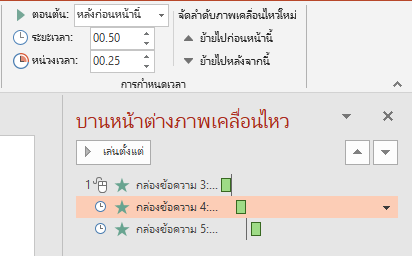 ตอนต้น: หลังก่อนหน้านี้
จัดลำดับภาพเคลื่อนไหวใหม่
ระยะเวลา: 00.50
ย้ายไปก่อนหน้านี้
หน่วงเวลา: 00.25
ย้ายไปหลังจากนี้
การกำหนดเวลา
บานหน้าต่างภาพเคลื่อนไหว
เล่นตั้งแต่
1 กล่องข้อความ 3:...
กล่องข้อความ 4:...
กล่องข้อความ 5:...